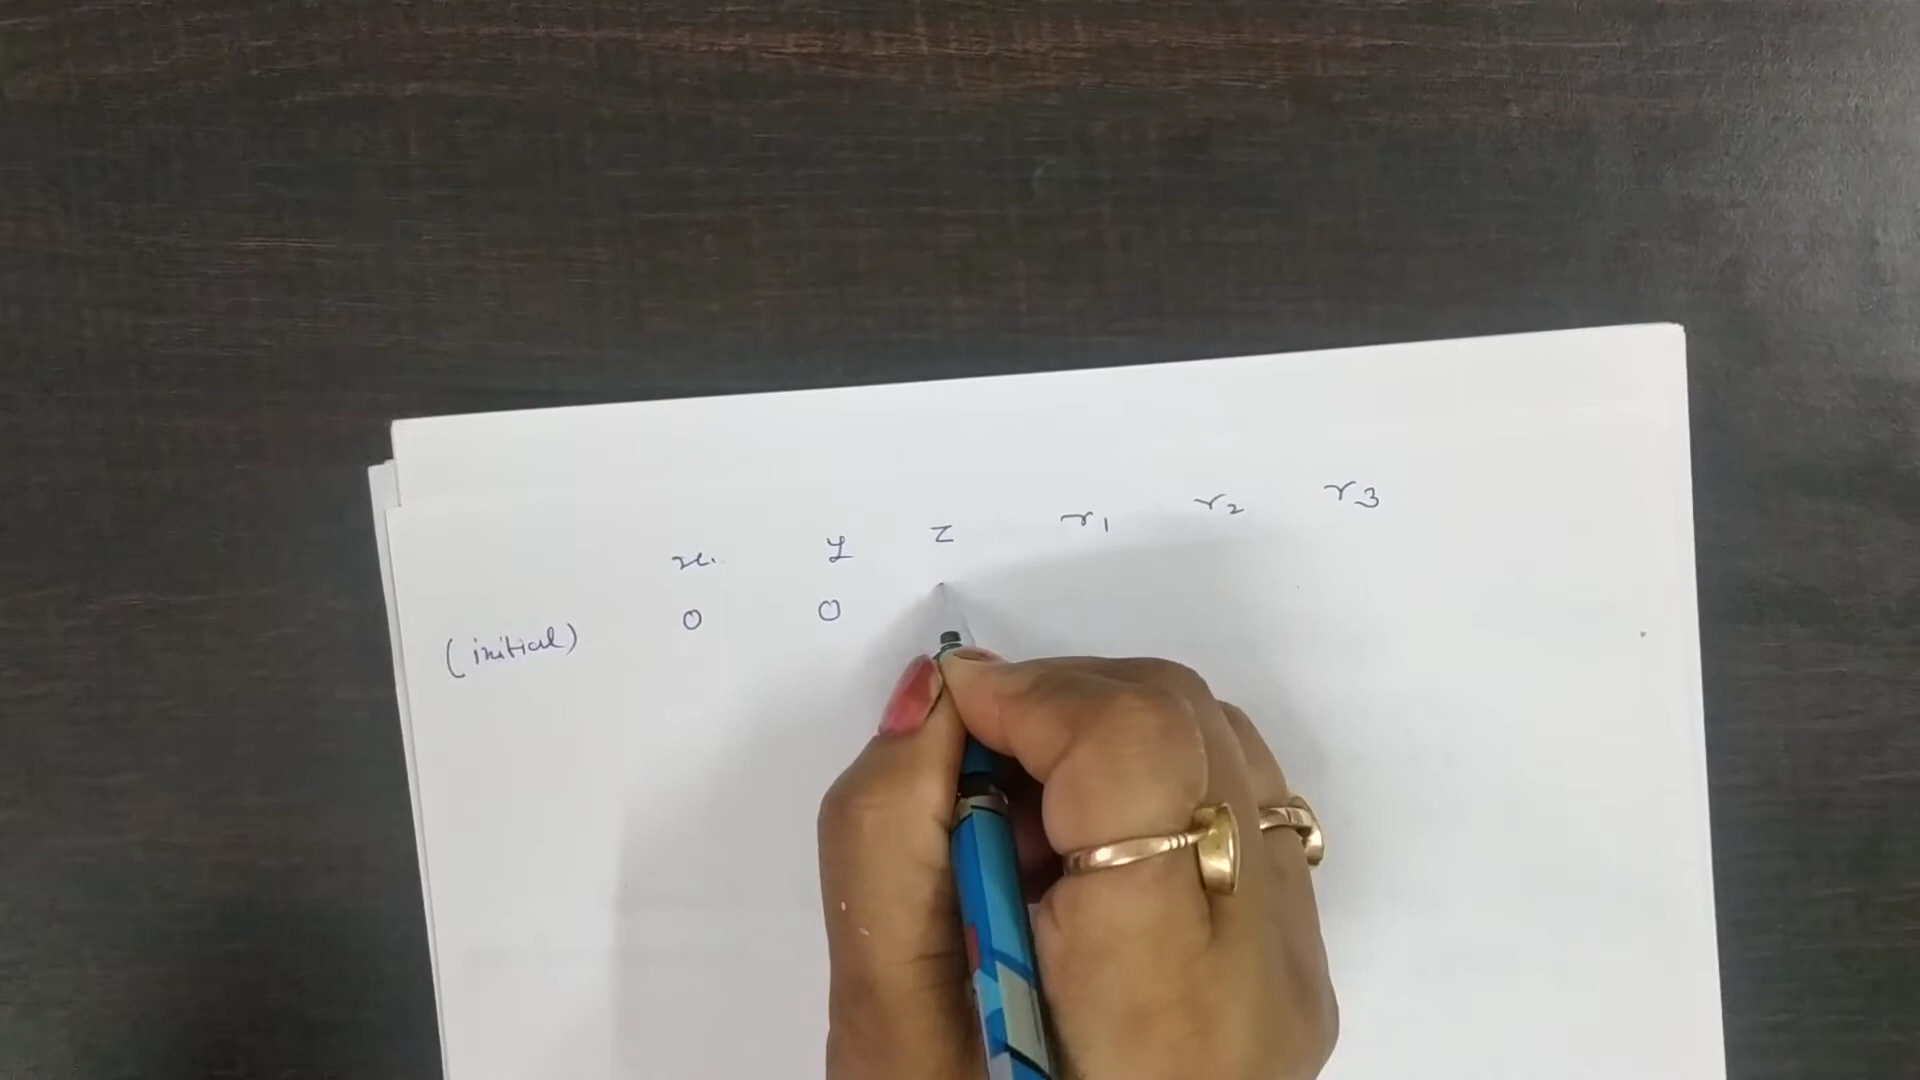 x. y z r1 r2 r3
(initial) 0 0